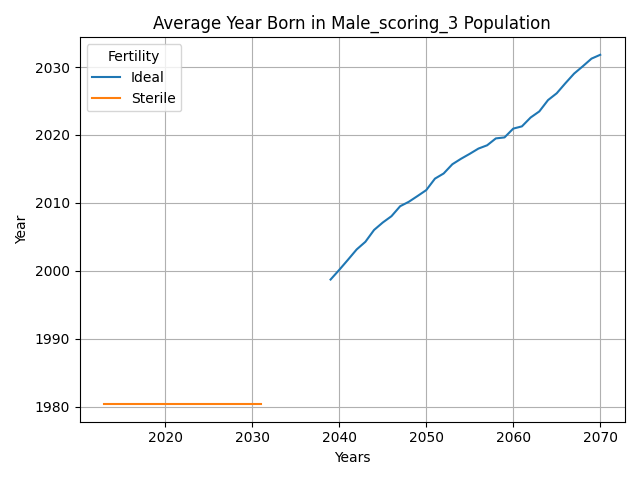 Average Year Born in Male_scoring_3 Population
Fertility
Ideal
Sterile
2030
2020
2010
2000
1990
1980
Year
2020 2030 2040 2050 2060 2070
Years